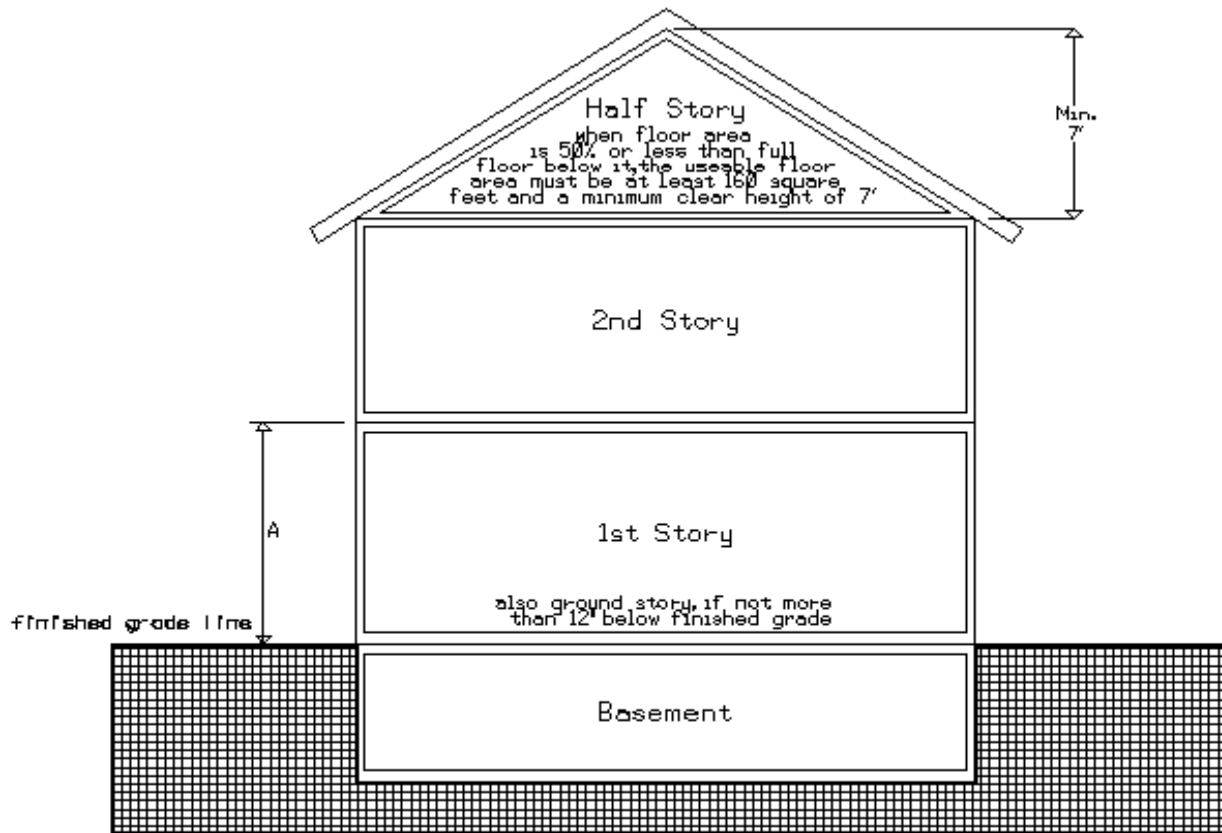 Half Story
when floor area
is 50% or less than full
floor below it, the useable floor
area must be at least 160 square
feet and a minimum clear height of 7'
Min.
7'
2nd Story
A
1st Story
also ground story, if not more
than 12" below finished grade
finished grade line
Basement